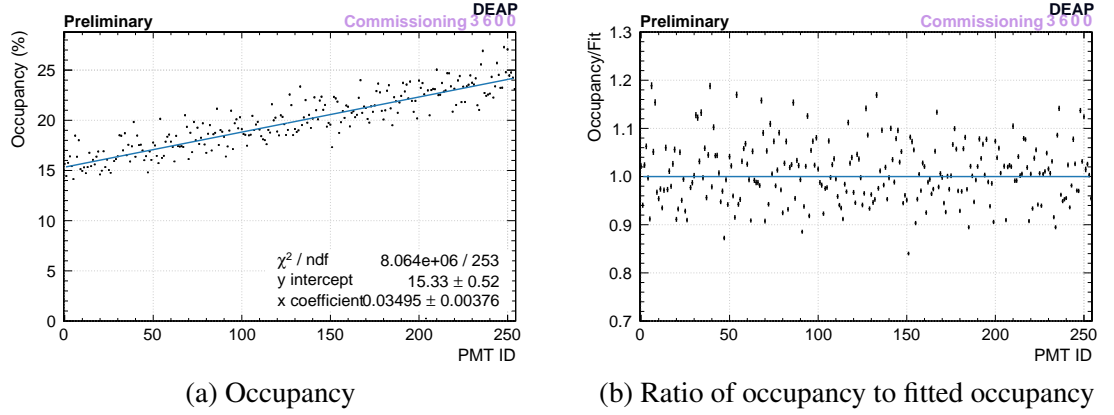 DEAP
Preliminary Commissioning 3600
Occupancy (%)
25
20
15
10
5
0
χ² / ndf 8.064e+06 / 253
y intercept 15.33 ± 0.52
x coefficient 0.03495 ± 0.00376
0 50 100 150 200 250
PMT ID
(a) Occupancy
DEAP
Preliminary Commissioning 3600
Occupancy/Fit
1.3
1.2
1.1
1.0
0.9
0.8
0.7
0 50 100 150 200 250
PMT ID
(b) Ratio of occupancy to fitted occupancy